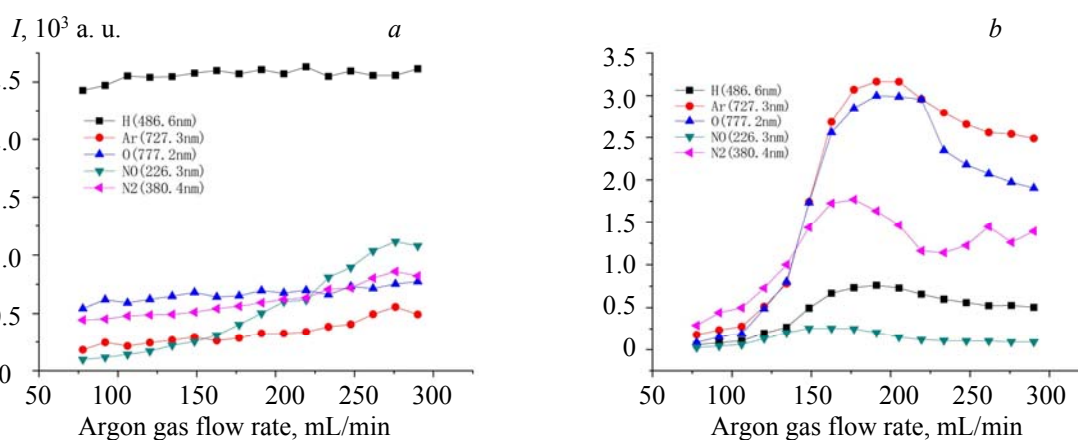 I, 10³ a. u.
a
.5
.0
.5
.0
.5
0
H(486.6nm)
Ar(727.3nm)
O(777.2nm)
NO(226.3nm)
N2(380.4nm)
50 100 150 200 250 300
Argon gas flow rate, mL/min
b
3.5
3.0
2.5
2.0
1.5
1.0
0.5
0
H(486.6nm)
Ar(727.3nm)
O(777.2nm)
NO(226.3nm)
N2(380.4nm)
50 100 150 200 250 300
Argon gas flow rate, mL/min